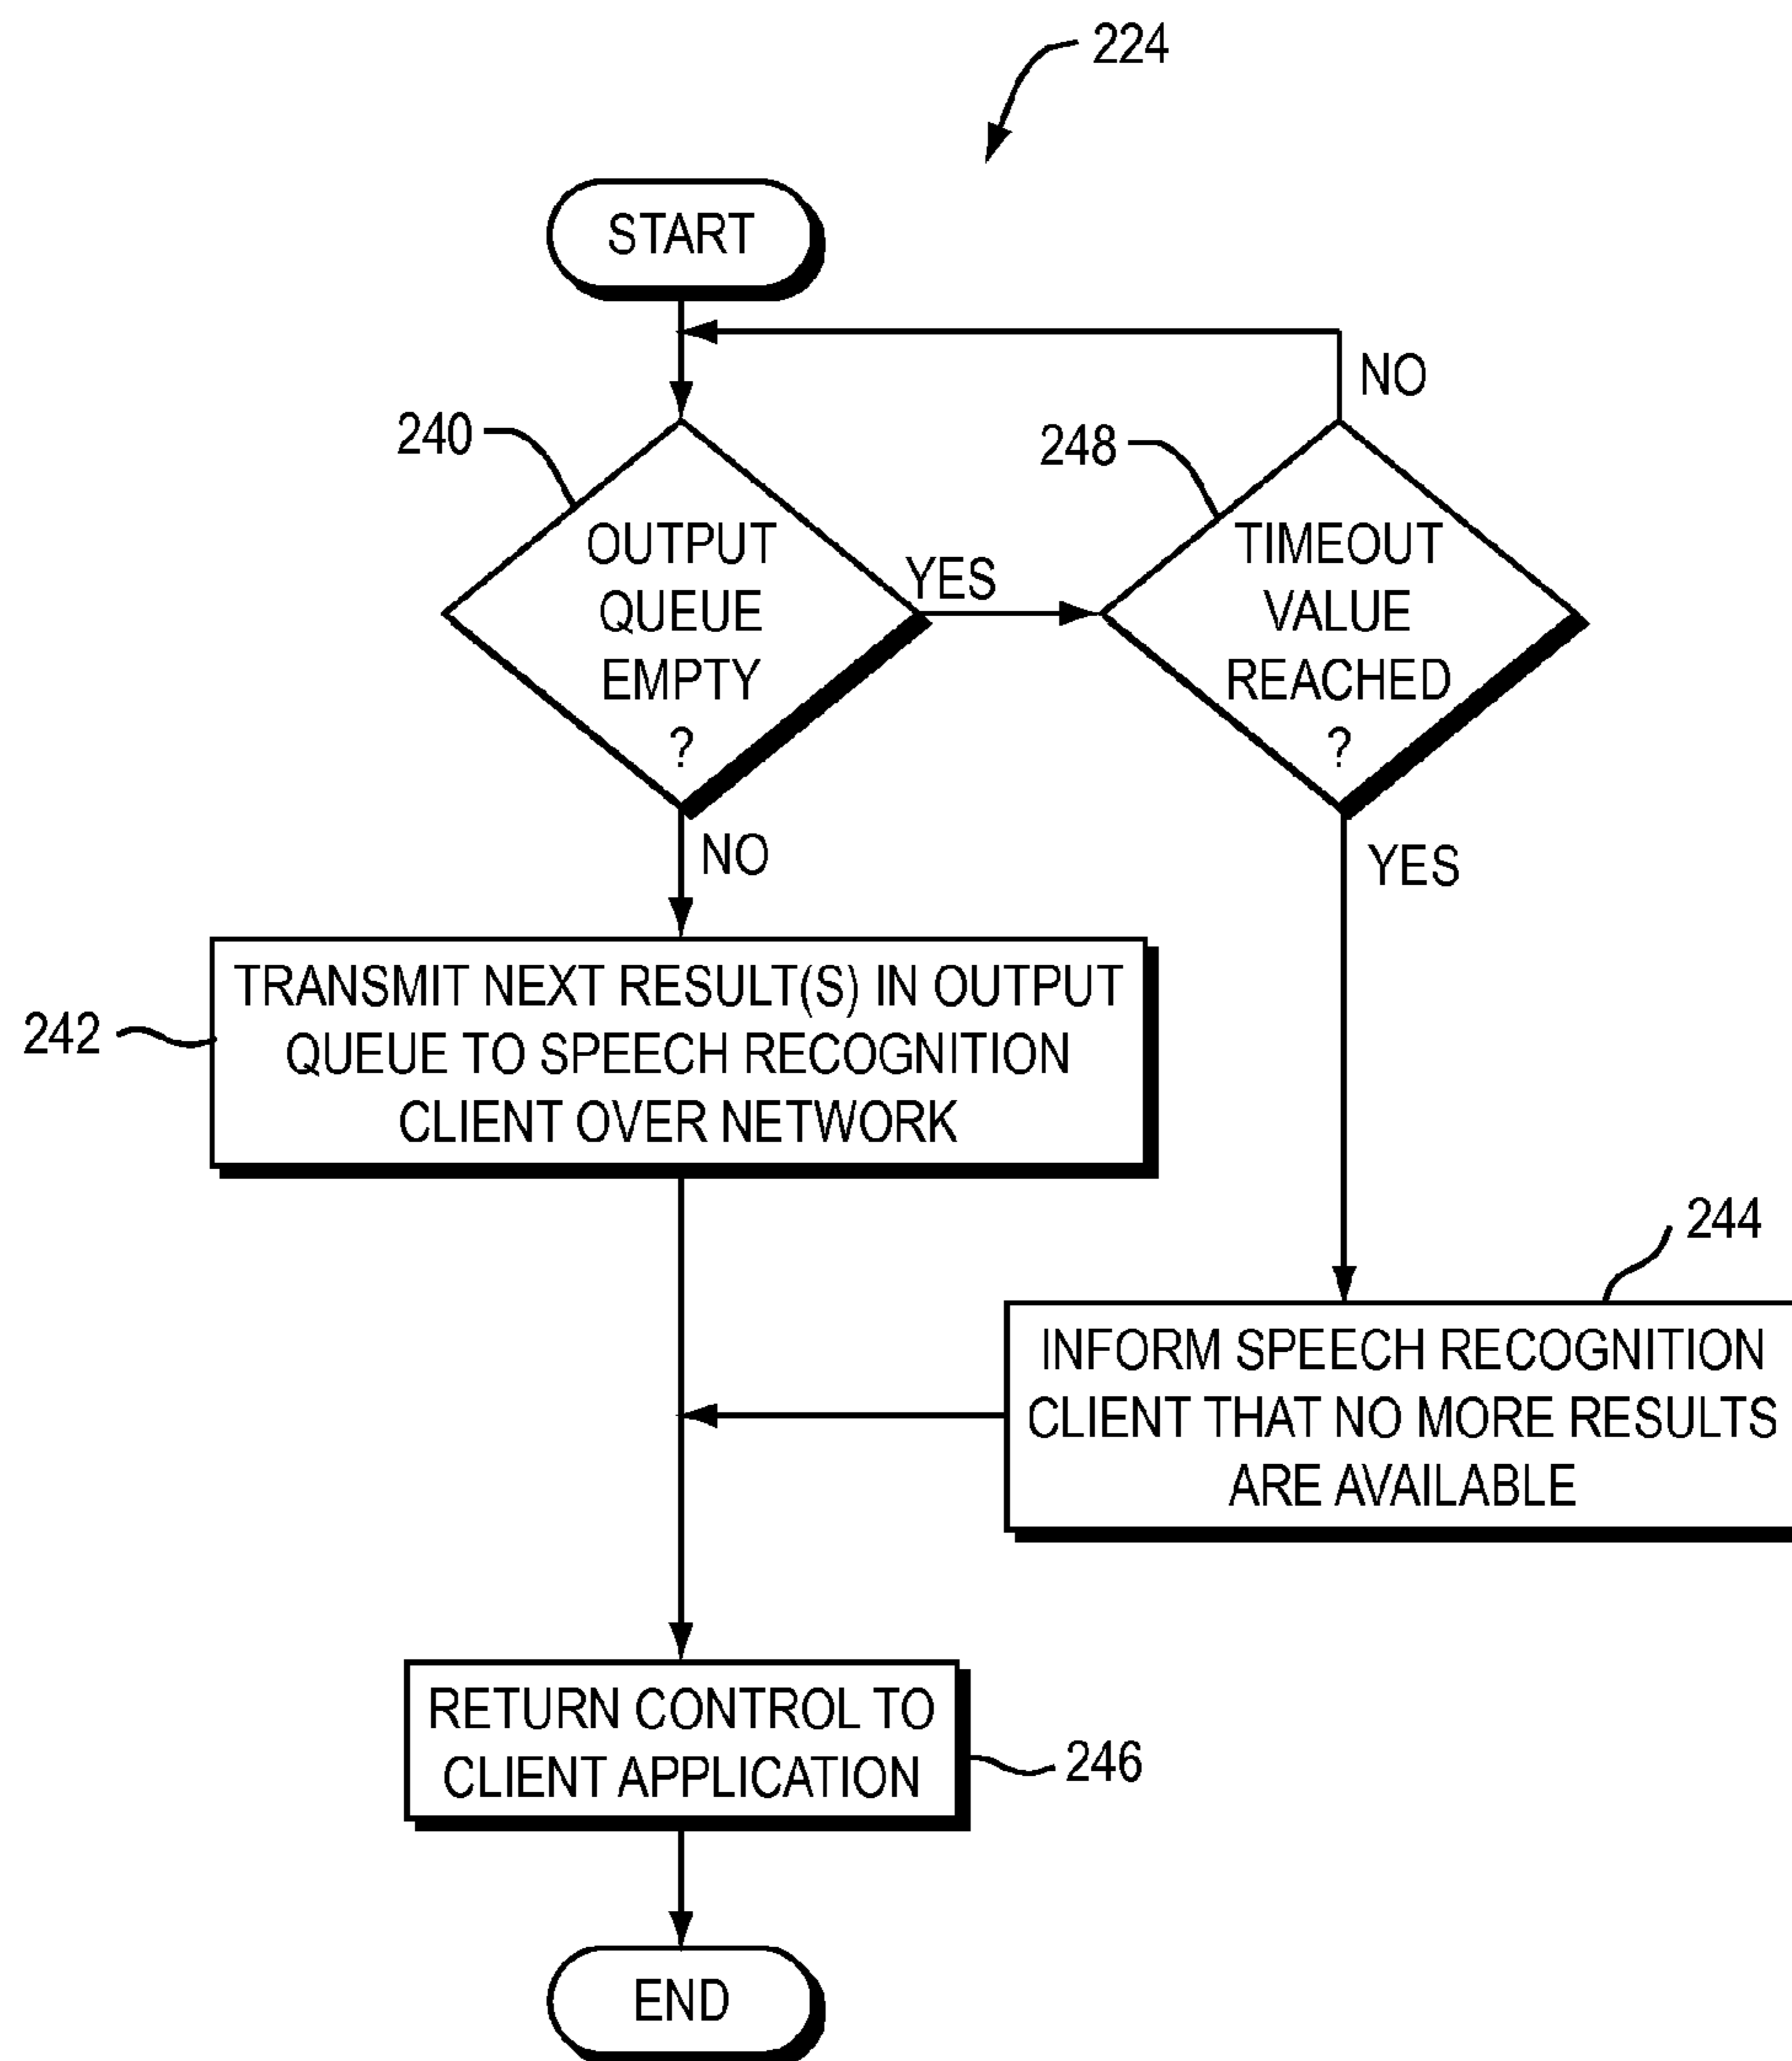 224
START
NO
240
248
OUTPUT
QUEUE
EMPTY
?
YES
TIMEOUT
VALUE
REACHED
?
NO
YES
242
TRANSMIT NEXT RESULT(S) IN OUTPUT
QUEUE TO SPEECH RECOGNITION
CLIENT OVER NETWORK
244
INFORM SPEECH RECOGNITION
CLIENT THAT NO MORE RESULTS
ARE AVAILABLE
RETURN CONTROL TO
CLIENT APPLICATION
246
END